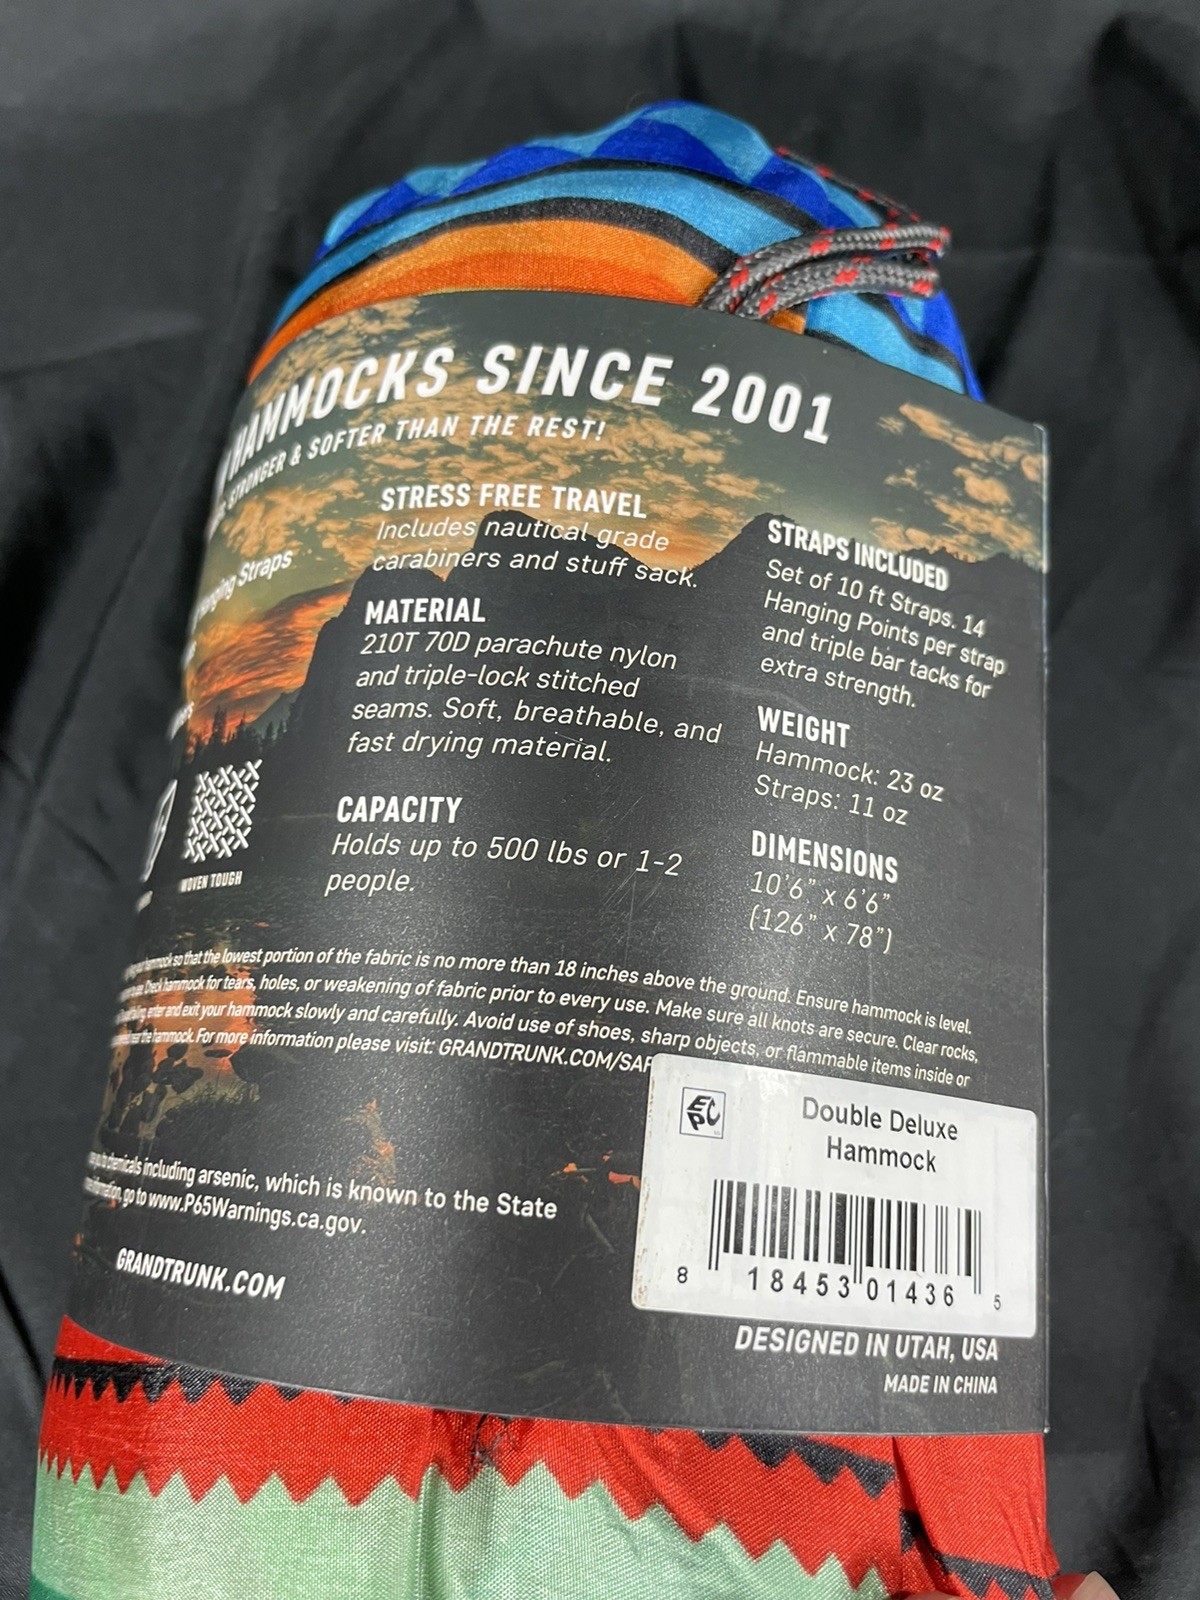 HAMMOCKS SINCE 2001
STRONGER & SOFTER THAN THE REST!
Hanging Straps
WOVEN TOUGH
STRESS FREE TRAVEL
Includes nautical grade
carabiners and stuff sack.
MATERIAL
210T 70D parachute nylon
and triple-lock stitched
seams. Soft, breathable, and
fast drying material.
CAPACITY
Holds up to 500 lbs or 1-2
people.
STRAPS INCLUDED
Set of 10 ft Straps. 14
Hanging Points per strap
and triple bar tacks for
extra strength.
WEIGHT
Hammock: 23 oz
Straps: 11 oz
DIMENSIONS
10'6" x 6'6"
(126" x 78")
hammock so that the lowest portion of the fabric is no more than 18 inches above the ground. Ensure hammock is level.
Check hammock for tears, holes, or weakening of fabric prior to every use. Make sure all knots are secure. Clear rocks,
enter and exit your hammock slowly and carefully. Avoid use of shoes, sharp objects, or flammable items inside or
near the hammock. For more information please visit: GRANDTRUNK.COM/SAF
chemicals including arsenic, which is known to the State
go to www.P65Warnings.ca.gov.
GRANDTRUNK.COM
EPC
Double Deluxe
Hammock
8 18453 01436 5
DESIGNED IN UTAH, USA
MADE IN CHINA